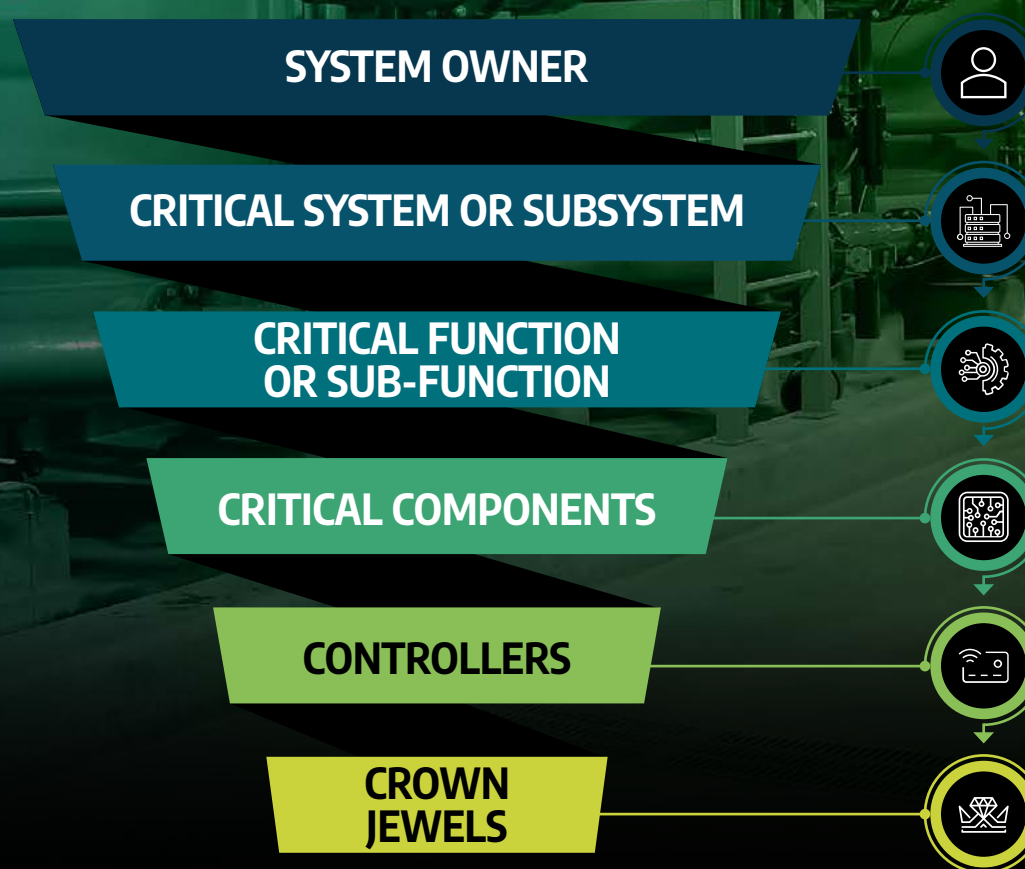 SYSTEM OWNER
CRITICAL SYSTEM OR SUBSYSTEM
CRITICAL FUNCTION
OR SUB-FUNCTION
CRITICAL COMPONENTS
CONTROLLERS
CROWN
JEWELS